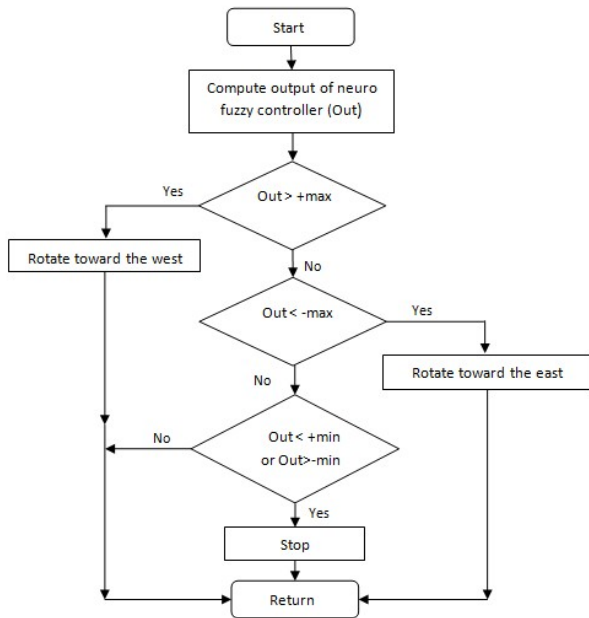 Start
Compute output of neuro
fuzzy controller (Out)
Yes
Out > +max
Rotate toward the west
No
Out < -max
Yes
Rotate toward the east
No
No
Out < +min
or Out>-min
Yes
Stop
Return